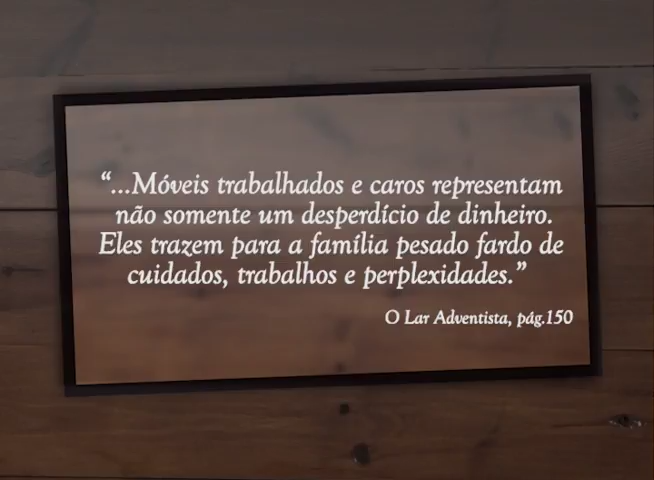 “...Móveis trabalhados e caros representam
não somente um desperdício de dinheiro.
Eles trazem para a família pesado fardo de
cuidados, trabalhos e perplexidades.”
O Lar Adventista, pág.150